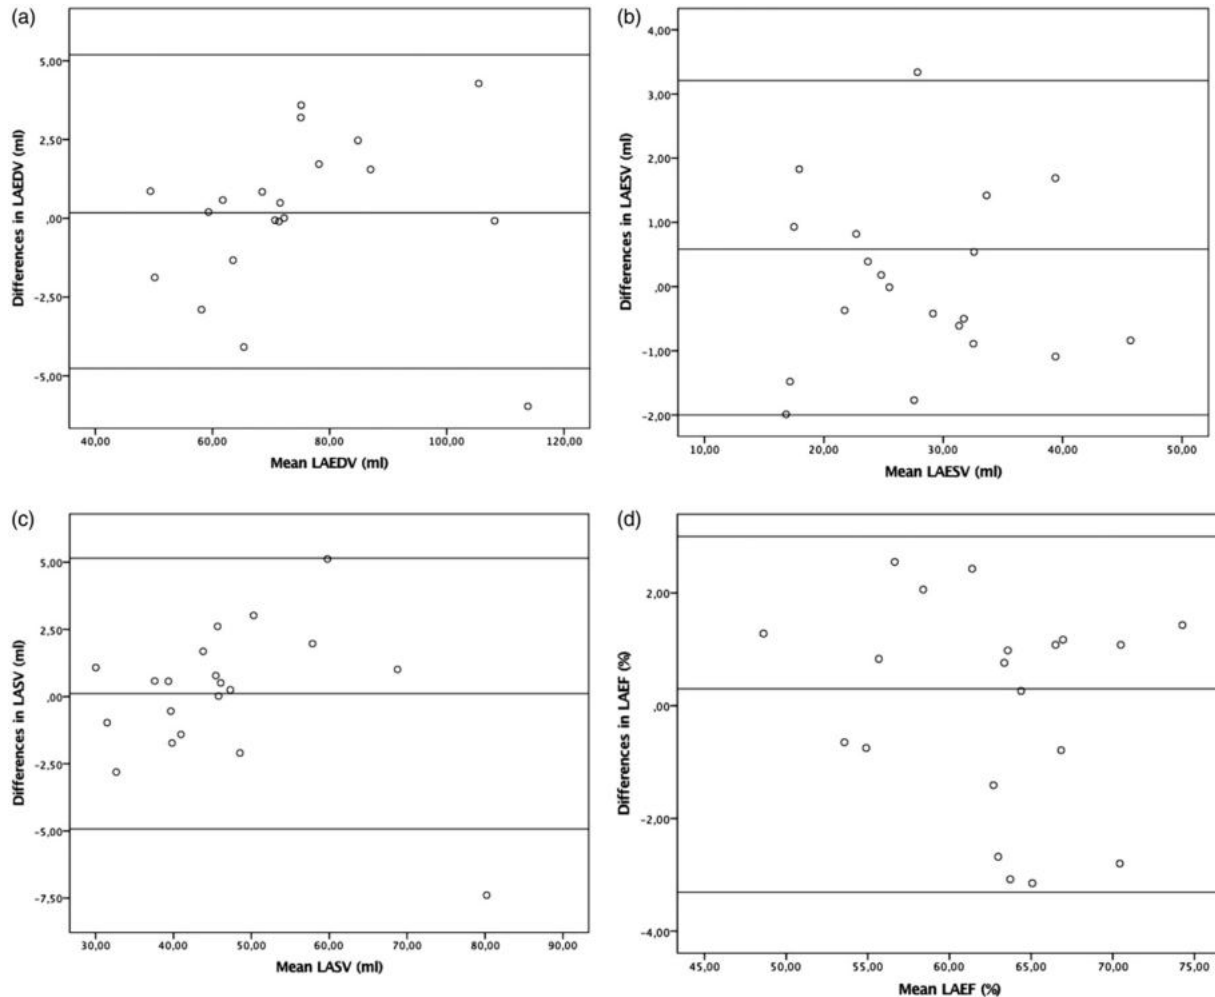 (a)
5,00
2,50
,00
-2,50
-5,00
Differences in LAEDV (ml)
40,00 60,00 80,00 100,00 120,00
Mean LAEDV (ml)
(b)
4,00
3,00
2,00
1,00
,00
-1,00
-2,00
Differences in LAESV (ml)
10,00 20,00 30,00 40,00 50,00
Mean LAESV (ml)
(c)
5,00
2,50
,00
-2,50
-5,00
-7,50
Differences in LASV (ml)
30,00 40,00 50,00 60,00 70,00 80,00 90,00
Mean LASV (ml)
(d)
2,00
,00
-2,00
-4,00
Differences in LAEF (%)
45,00 50,00 55,00 60,00 65,00 70,00 75,00
Mean LAEF (%)